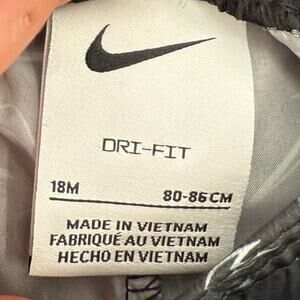 DRI-FIT
18M 80-86CM
MADE IN VIETNAM
FABRIQUÉ AU VIETNAM
HECHO EN VIETNAM